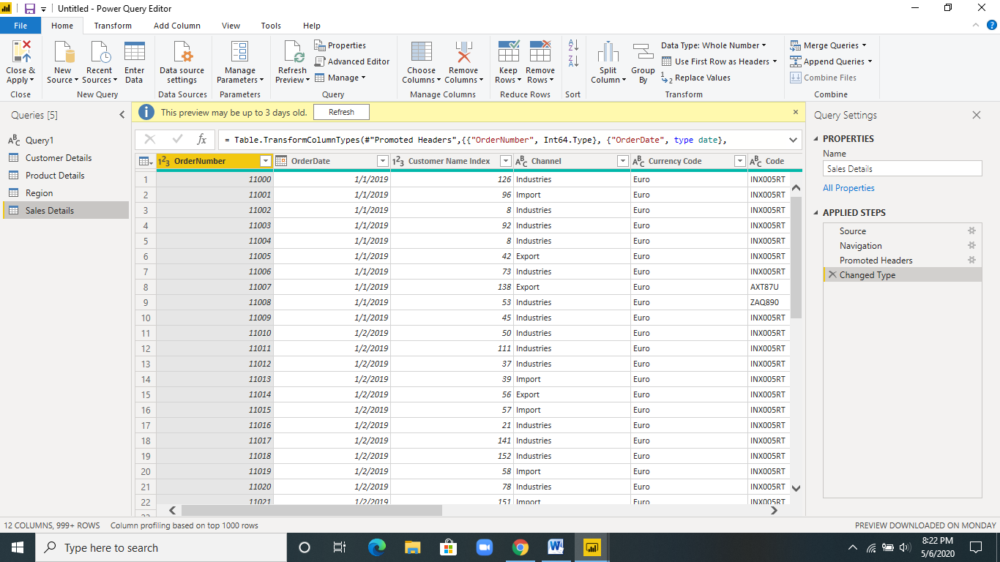 Untitled - Power Query Editor
File Home Transform Add Column View Tools Help
Close & Apply
New Source
Recent Sources
Enter Data
Data source settings
Manage Parameters
Refresh Preview
Properties
Advanced Editor
Manage
Choose Columns
Remove Columns
Keep Rows
Remove Rows
Split Column
Group By
Data Type: Whole Number
Use First Row as Headers
Replace Values
Merge Queries
Append Queries
Combine Files
Close New Query Data Sources Parameters Query Manage Columns Reduce Rows Sort Transform Combine
Queries [5]
Query1
Customer Details
Product Details
Region
Sales Details
This preview may be up to 3 days old. Refresh
= Table.TransformColumnTypes(#"Promoted Headers",{{"OrderNumber", Int64.Type}, {"OrderDate", type date},
OrderNumber OrderDate Customer Name Index Channel Currency Code Code
1 11000 1/1/2019 126 Industries Euro INX005RT
2 11001 1/1/2019 96 Import Euro INX005RT
3 11002 1/1/2019 8 Industries Euro INX005RT
4 11003 1/1/2019 92 Industries Euro INX005RT
5 11004 1/1/2019 8 Industries Euro INX005RT
6 11005 1/1/2019 42 Export Euro INX005RT
7 11006 1/1/2019 73 Industries Euro INX005RT
8 11007 1/1/2019 138 Export Euro AXT87U
9 11008 1/1/2019 53 Industries Euro ZAQ890
10 11009 1/1/2019 45 Industries Euro INX005RT
11 11010 1/2/2019 50 Industries Euro INX005RT
12 11011 1/2/2019 111 Industries Euro INX005RT
13 11012 1/2/2019 37 Industries Euro INX005RT
14 11013 1/2/2019 39 Import Euro INX005RT
15 11014 1/2/2019 56 Export Euro INX005RT
16 11015 1/2/2019 57 Import Euro INX005RT
17 11016 1/2/2019 21 Industries Euro INX005RT
18 11017 1/2/2019 141 Industries Euro INX005RT
19 11018 1/2/2019 152 Industries Euro INX005RT
20 11019 1/2/2019 58 Import Euro INX005RT
21 11020 1/2/2019 78 Industries Euro INX005RT
22 11021 1/2/2019 151 Import Euro INX005RT
Query Settings
PROPERTIES
Name
Sales Details
All Properties
APPLIED STEPS
Source
Navigation
Promoted Headers
Changed Type
12 COLUMNS, 999+ ROWS Column profiling based on top 1000 rows PREVIEW DOWNLOADED ON MONDAY
Type here to search
8:22 PM
5/6/2020